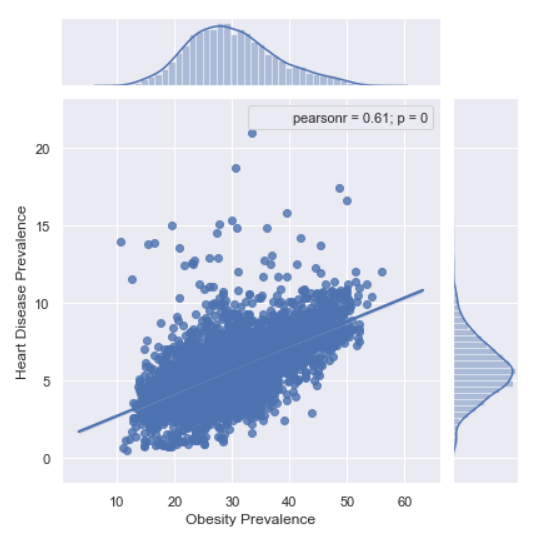 pearsonr = 0.61; p = 0
20
15
10
5
0
Heart Disease Prevalence
10 20 30 40 50 60
Obesity Prevalence